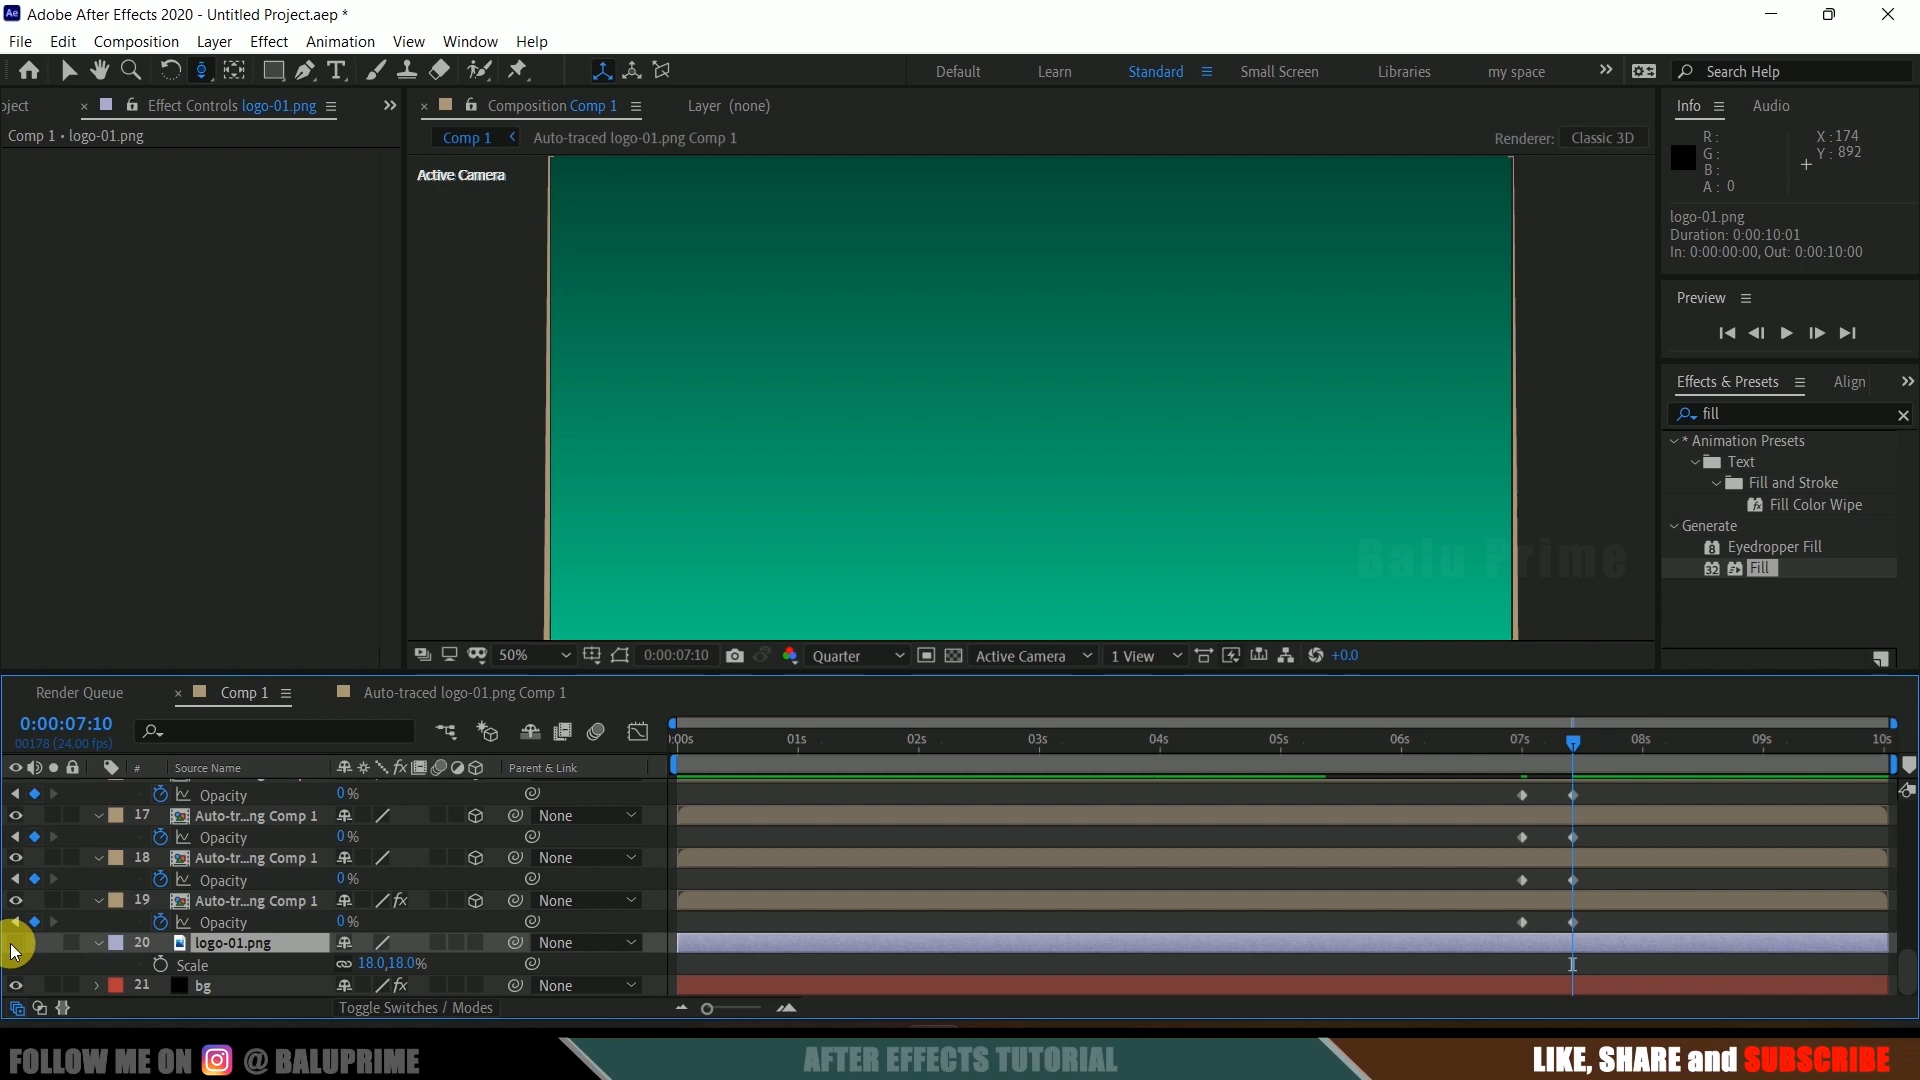 Adobe After Effects 2020 - Untitled Project.aep *
File Edit Composition Layer Effect Animation View Window Help
Default Learn Standard Small Screen Libraries my space Search Help
oject Effect Controls logo-01.png Composition Comp 1 Layer (none) Info Audio
Comp 1 • logo-01.png Comp 1 Auto-traced logo-01.png Comp 1 Renderer: Classic 3D
R: X : 174
G: Y : 892
B:
A: 0
Active Camera
logo-01.png
Duration: 0:00:10:01
In: 0:00:00:00, Out: 0:00:10:00
Preview
Effects & Presets Align
fill
* Animation Presets
Text
Fill and Stroke
Fill Color Wipe
Generate
Eyedropper Fill
Fill
Balu Prime
50% 0:00:07:10 Quarter Active Camera 1 View +0.0
Render Queue Comp 1 Auto-traced logo-01.png Comp 1
0:00:07:10
00178 (24.00 fps)
:00s 01s 02s 03s 04s 05s 06s 07s 08s 09s 10s
# Source Name Parent & Link
Opacity 0 %
17 Auto-tr...ng Comp 1 None
Opacity 0 %
18 Auto-tr...ng Comp 1 None
Opacity 0 %
19 Auto-tr...ng Comp 1 None
Opacity 0 %
20 logo-01.png None
Scale 18.0,18.0%
21 bg None
Toggle Switches / Modes
FOLLOW ME ON @ BALUPRIME AFTER EFFECTS TUTORIAL LIKE, SHARE and SUBSCRIBE